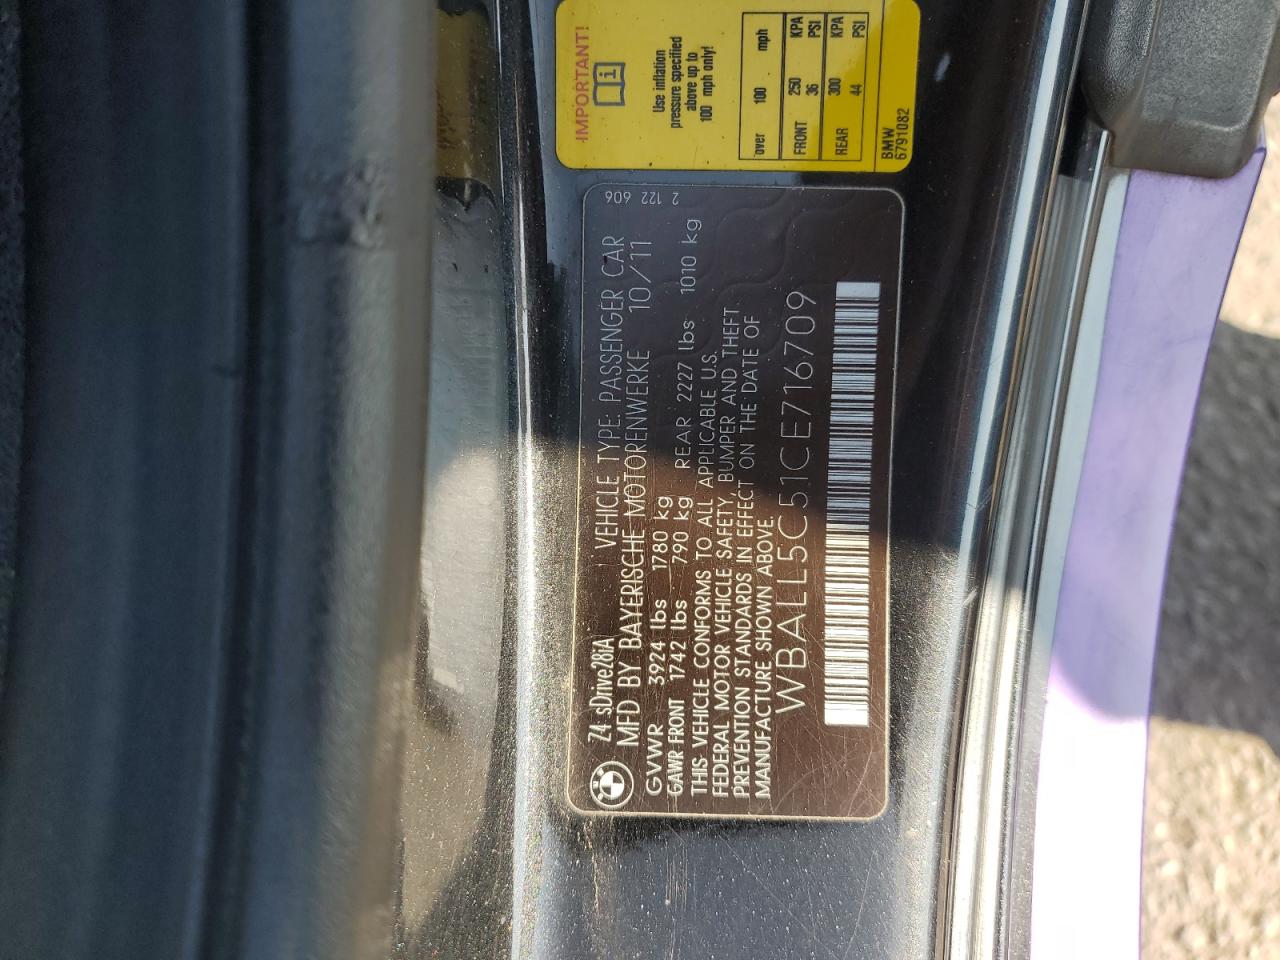 IMPORTANT!
i
Use inflation
pressure specified
above up to
100 mph only!
over 100 mph
FRONT 250 KPA
36 PSI
REAR 300 KPA
44 PSI
BMW
6791082
Z4 sDrive28iA VEHICLE TYPE: PASSENGER CAR
MFD BY BAYERISCHE MOTORENWERKE 10/11
GVWR 3924 lbs 1780 kg
GAWR FRONT 1742 lbs 790 kg REAR 2227 lbs 1010 kg
THIS VEHICLE CONFORMS TO ALL APPLICABLE U.S.
FEDERAL MOTOR VEHICLE SAFETY, BUMPER AND THEFT
PREVENTION STANDARDS IN EFFECT ON THE DATE OF
MANUFACTURE SHOWN ABOVE.
WBALL5C51CE716709
2 122 606